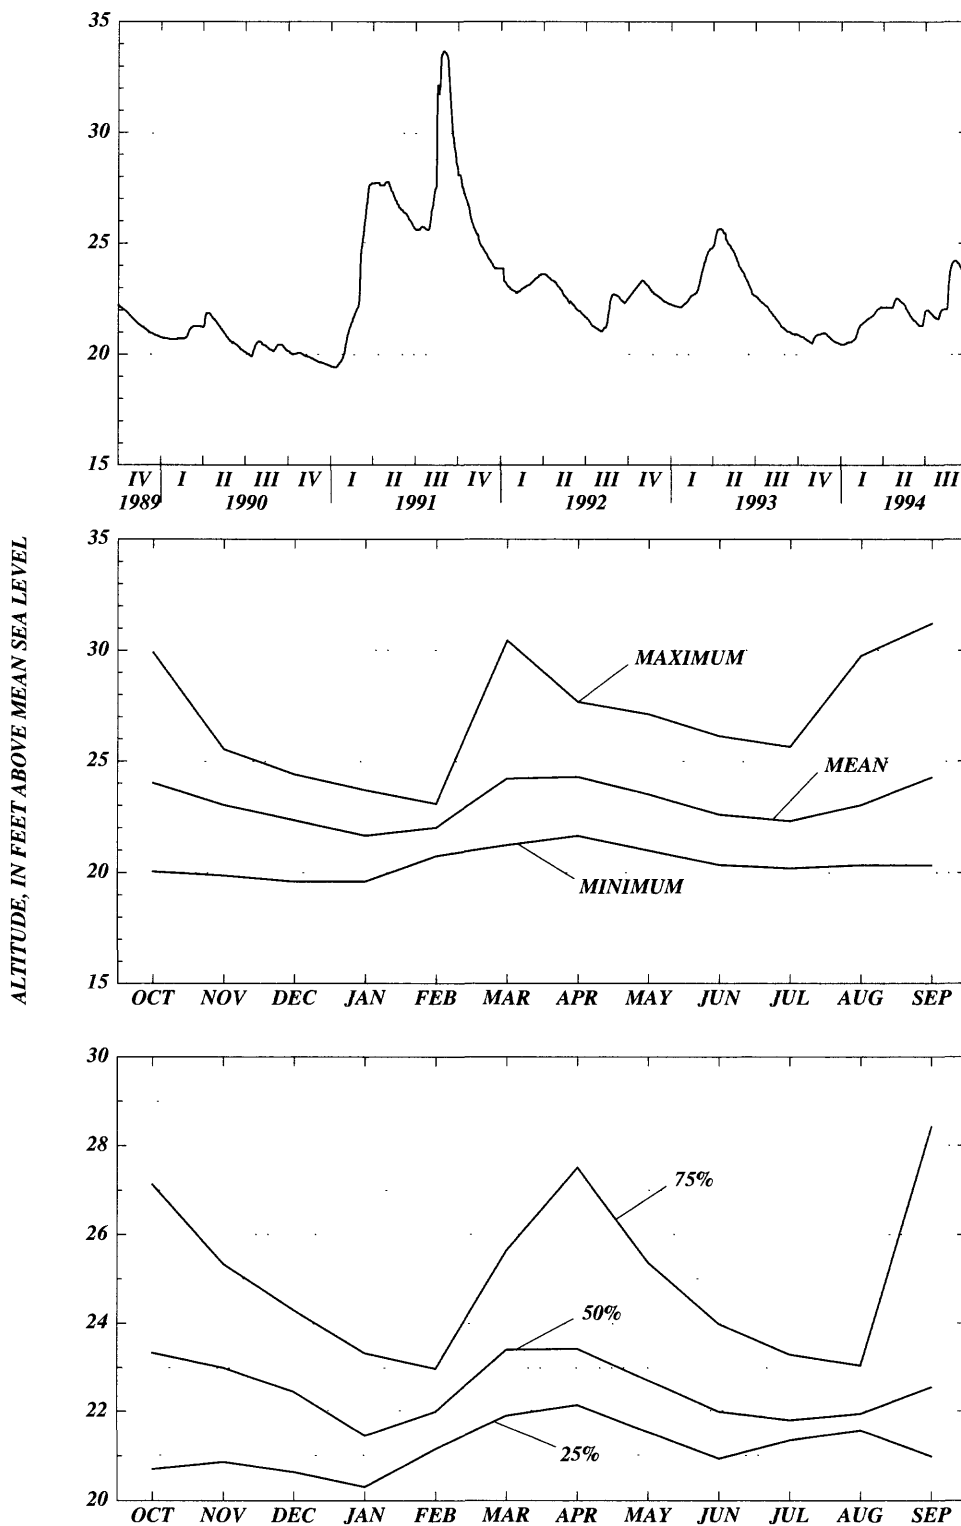 35
30
25
20
15
IV I II III IV I II III IV I II III IV I II III IV I II III
1989 1990 1991 1992 1993 1994
ALTITUDE, IN FEET ABOVE MEAN SEA LEVEL
35
30
25
20
15
MAXIMUM
MEAN
MINIMUM
OCT NOV DEC JAN FEB MAR APR MAY JUN JUL AUG SEP
30
28
26
24
22
20
75%
50%
25%
OCT NOV DEC JAN FEB MAR APR MAY JUN JUL AUG SEP